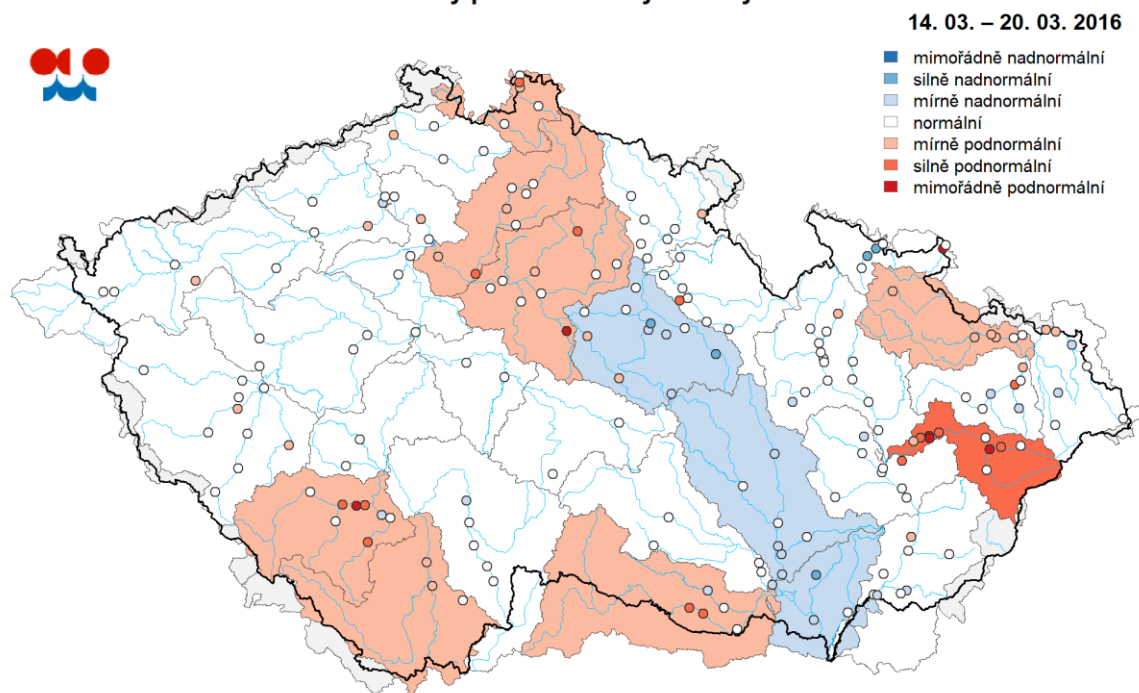 14. 03. – 20. 03. 2016
mimořádně nadnormální
silně nadnormální
mírně nadnormální
normální
mírně podnormální
silně podnormální
mimořádně podnormální